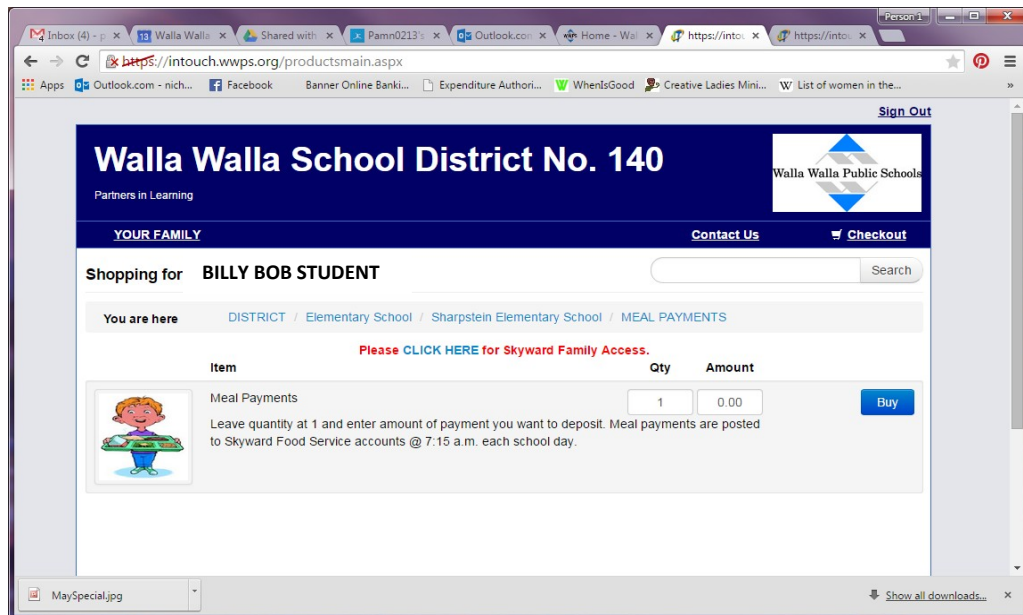 Person 1
Inbox (4) - p
13 Walla Walla
Shared with
Pamn0213's
Outlook.con
Home - Wal
https://intou
https://intou
https://intouch.wwps.org/productsmain.aspx
Apps Outlook.com - nich... Facebook Banner Online Banki... Expenditure Authori... WhenIsGood Creative Ladies Mini... W List of women in the... »
Sign Out
Walla Walla School District No. 140
Partners in Learning
Walla Walla Public Schools
YOUR FAMILY Contact Us Checkout
Shopping for BILLY BOB STUDENT Search
You are here DISTRICT / Elementary School / Sharpstein Elementary School / MEAL PAYMENTS
Please CLICK HERE for Skyward Family Access.
Item Qty Amount
Meal Payments 1 0.00 Buy
Leave quantity at 1 and enter amount of payment you want to deposit. Meal payments are posted
to Skyward Food Service accounts @ 7:15 a.m. each school day.
MaySpecial.jpg Show all downloads...